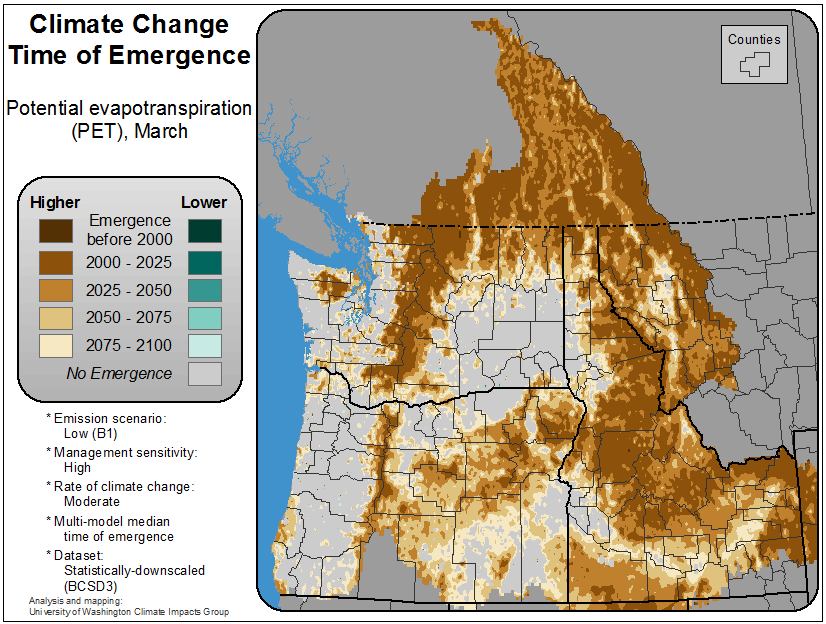 Climate Change
Time of Emergence
Potential evapotranspiration
(PET), March
Higher
Lower
Emergence
before 2000
2000 - 2025
2025 - 2050
2050 - 2075
2075 - 2100
No Emergence
* Emission scenario:
Low (B1)
* Management sensitivity:
High
* Rate of climate change:
Moderate
* Multi-model median
time of emergence
* Dataset:
Statistically-downscaled
(BCSD3)
Analysis and mapping:
University of Washington Climate Impacts Group
Counties